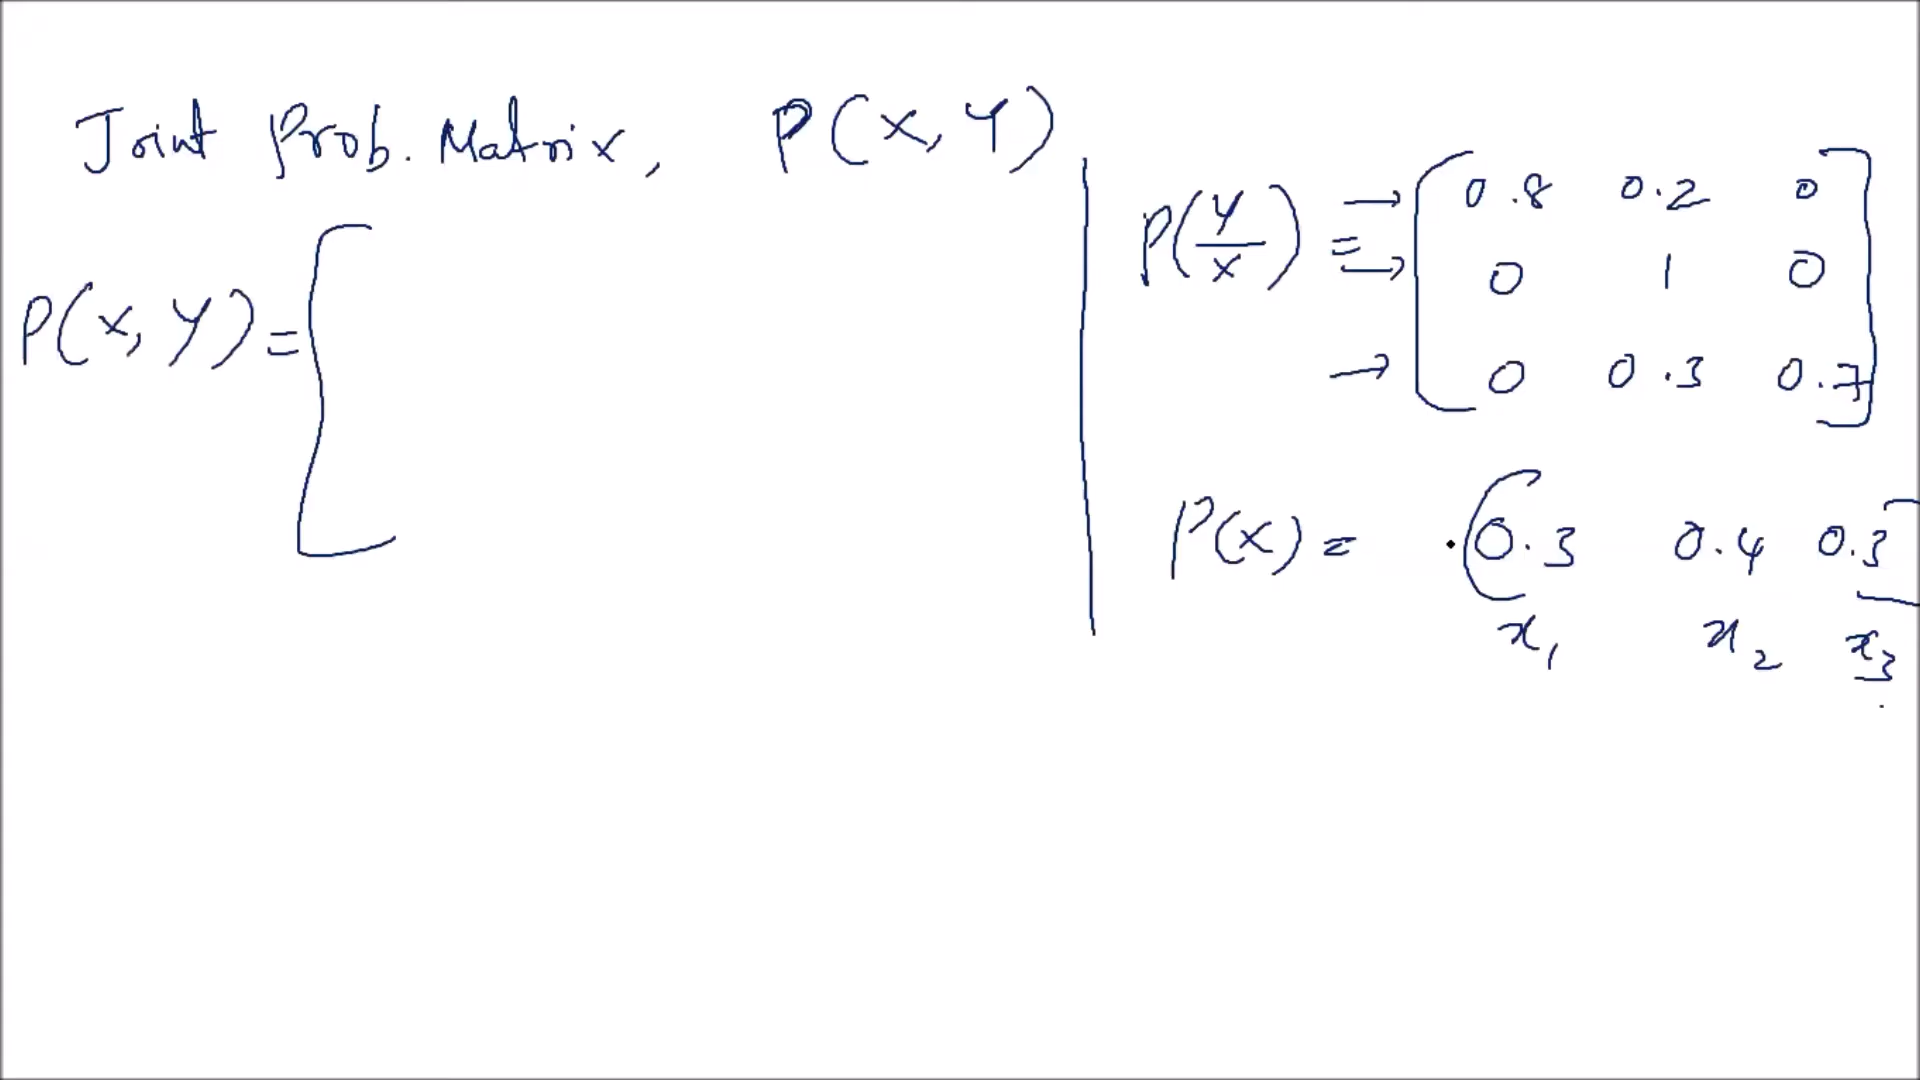 Joint Prob. Matrix, P(X, Y)
P(X, Y) = [
P(Y/X) = → [ 0.8 0.2 0
→ 0 1 0
→ 0 0.3 0.7 ]
P(X) = [0.3 0.4 0.3]
x1 x2 x3